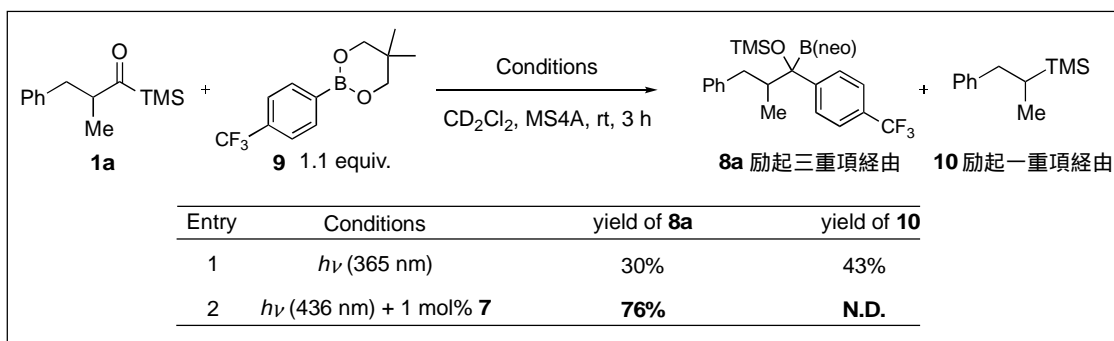 O
Ph
Me
TMS
1a
+
CF3
B
O
O
9 1.1 equiv.
Conditions
CD2Cl2, MS4A, rt, 3 h
TMSO
B(neo)
Ph
Me
CF3
8a 励起三重項経由
+
Ph
TMS
Me
10 励起一重項経由
Entry Conditions yield of 8a yield of 10
1 hν (365 nm) 30% 43%
2 hν (436 nm) + 1 mol% 7 76% N.D.